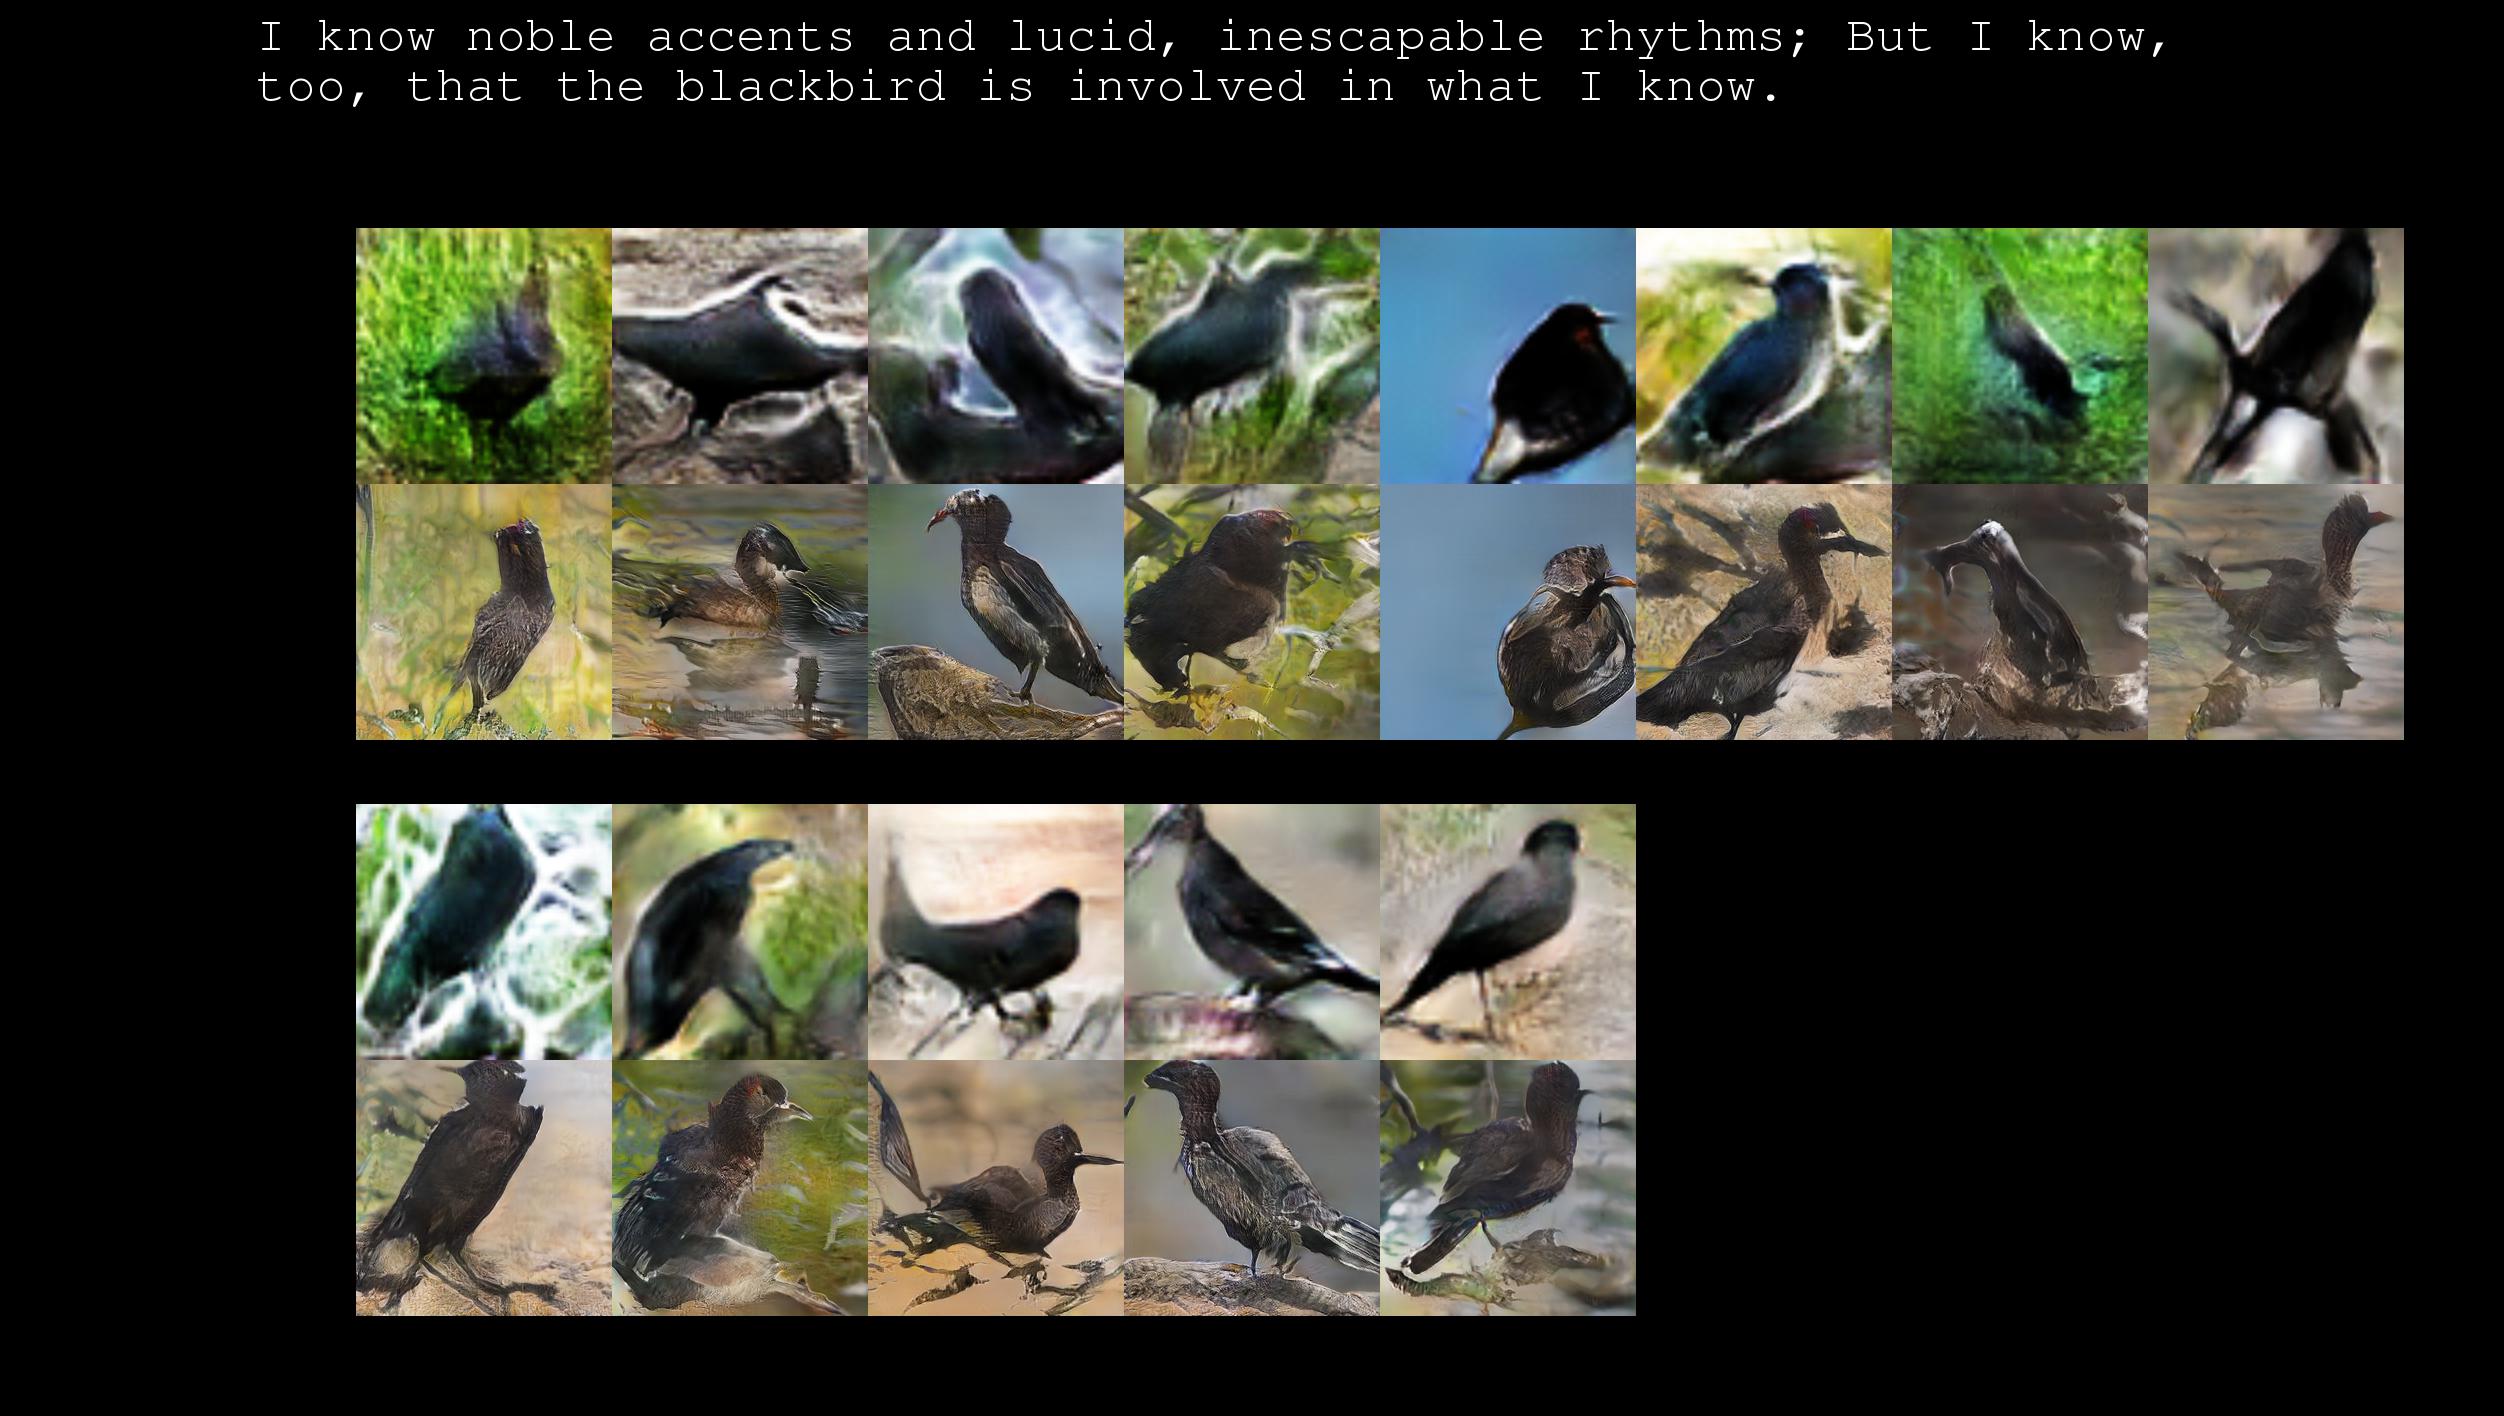 I know noble accents and lucid, inescapable rhythms; But I know,
too, that the blackbird is involved in what I know.